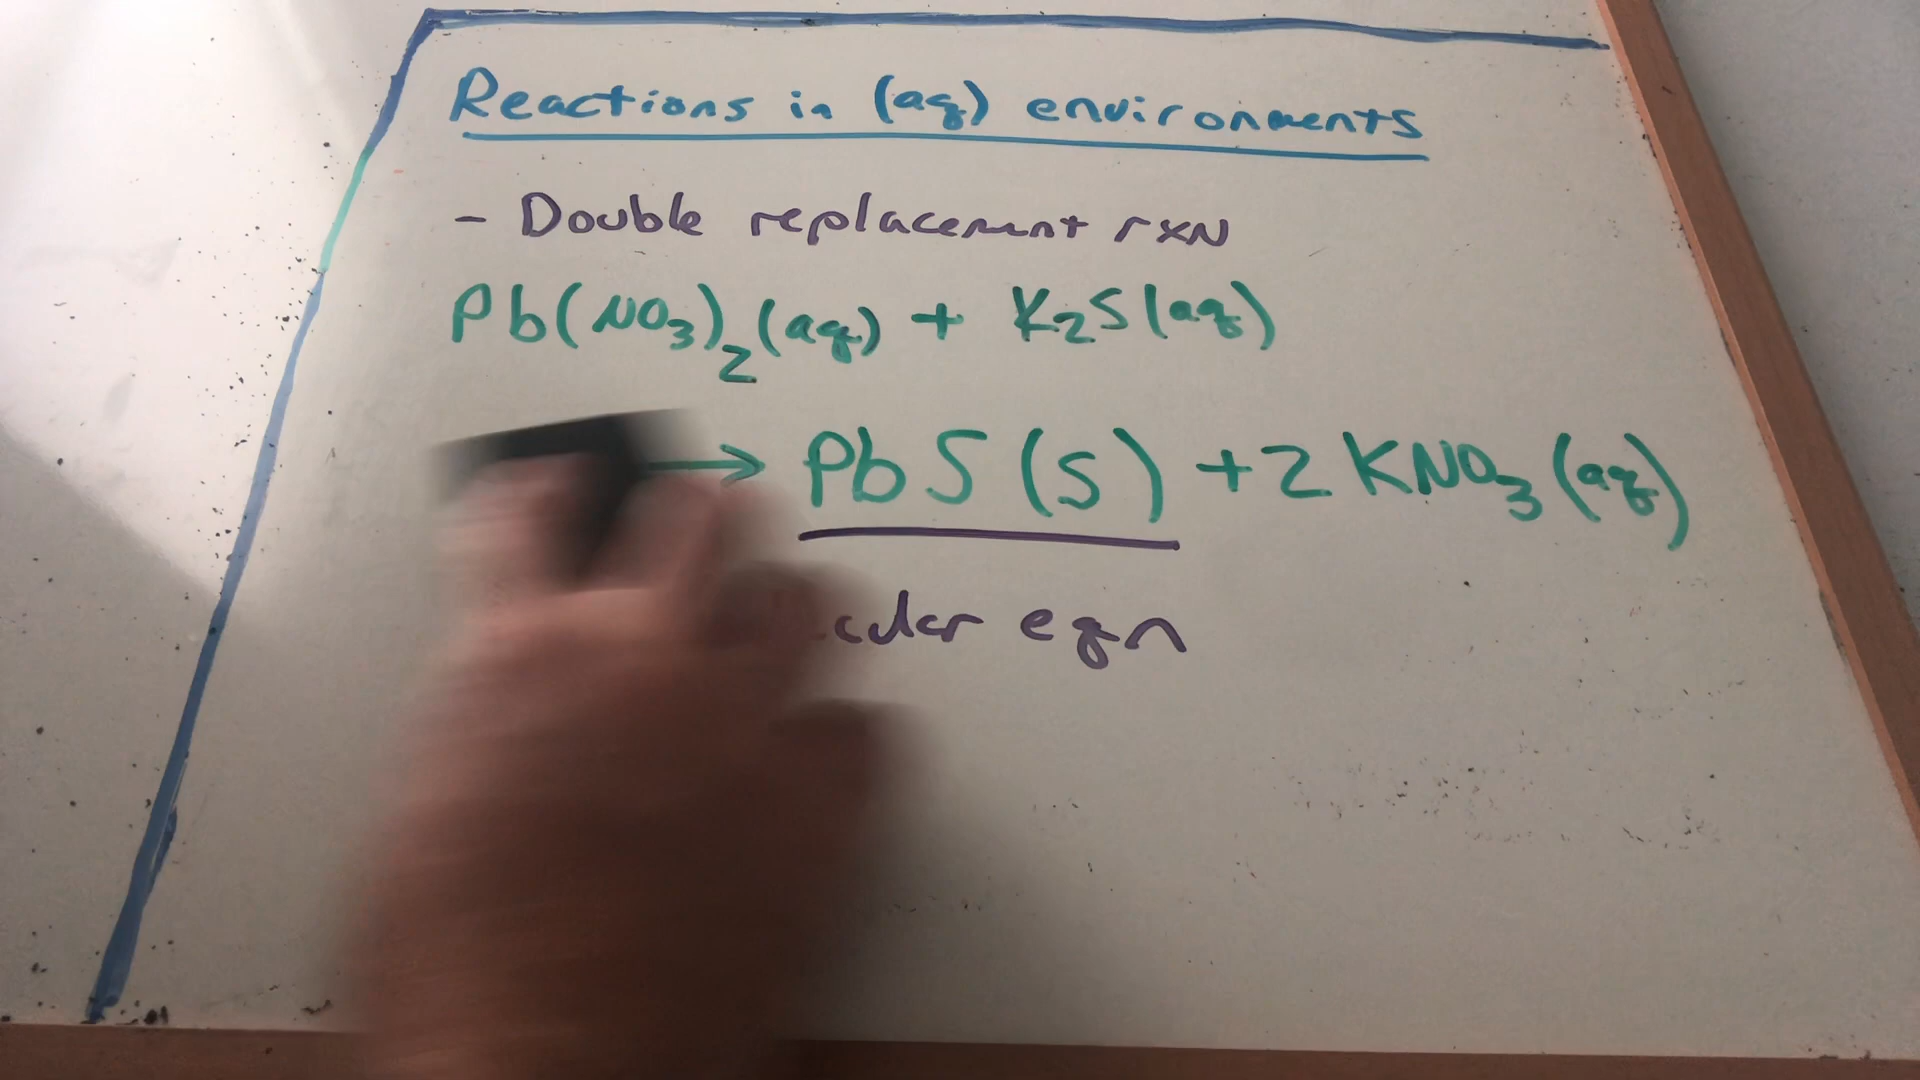 Reactions in (aq) environments
- Double replacement rxN
Pb(NO₃)₂(aq) + K₂S(aq)
→ PbS(s) + 2KNO₃(aq)
eqn